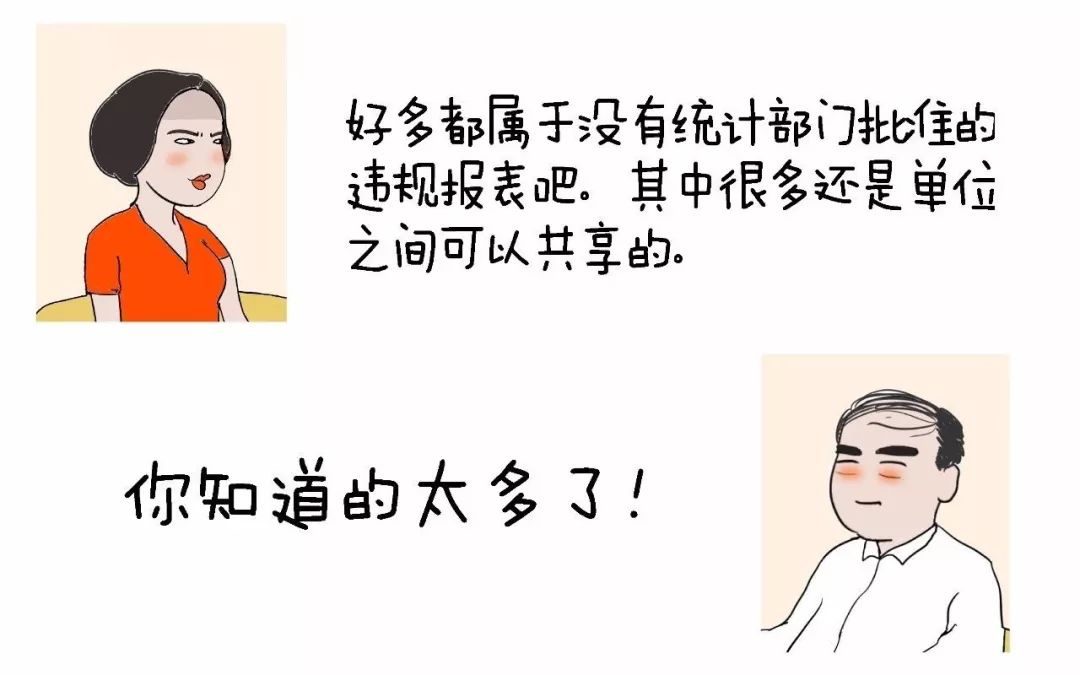 好多都属于没有统计部门批准的
违规报表吧。其中很多还是单位
之间可以共享的。
你知道的太多了!